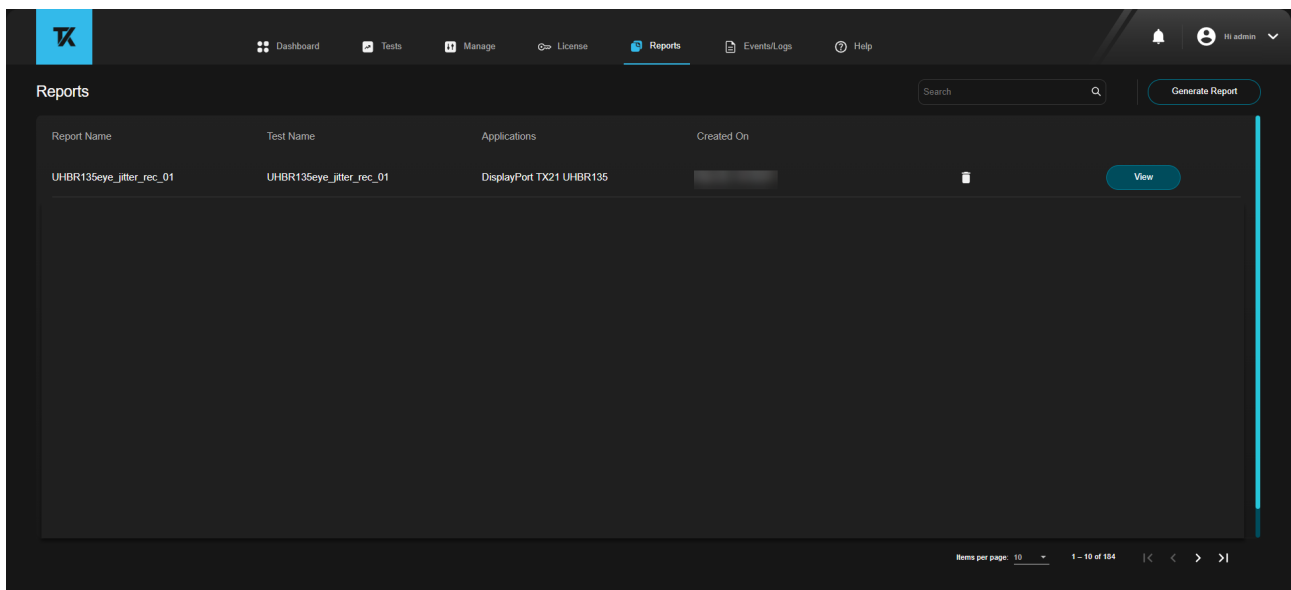 TK
Dashboard Tests Manage License Reports Events/Logs Help Hi admin
Reports Search Generate Report
Report Name Test Name Applications Created On
UHBR135eye_jitter_rec_01 UHBR135eye_jitter_rec_01 DisplayPort TX21 UHBR135 View
Items per page: 10 1 – 10 of 184